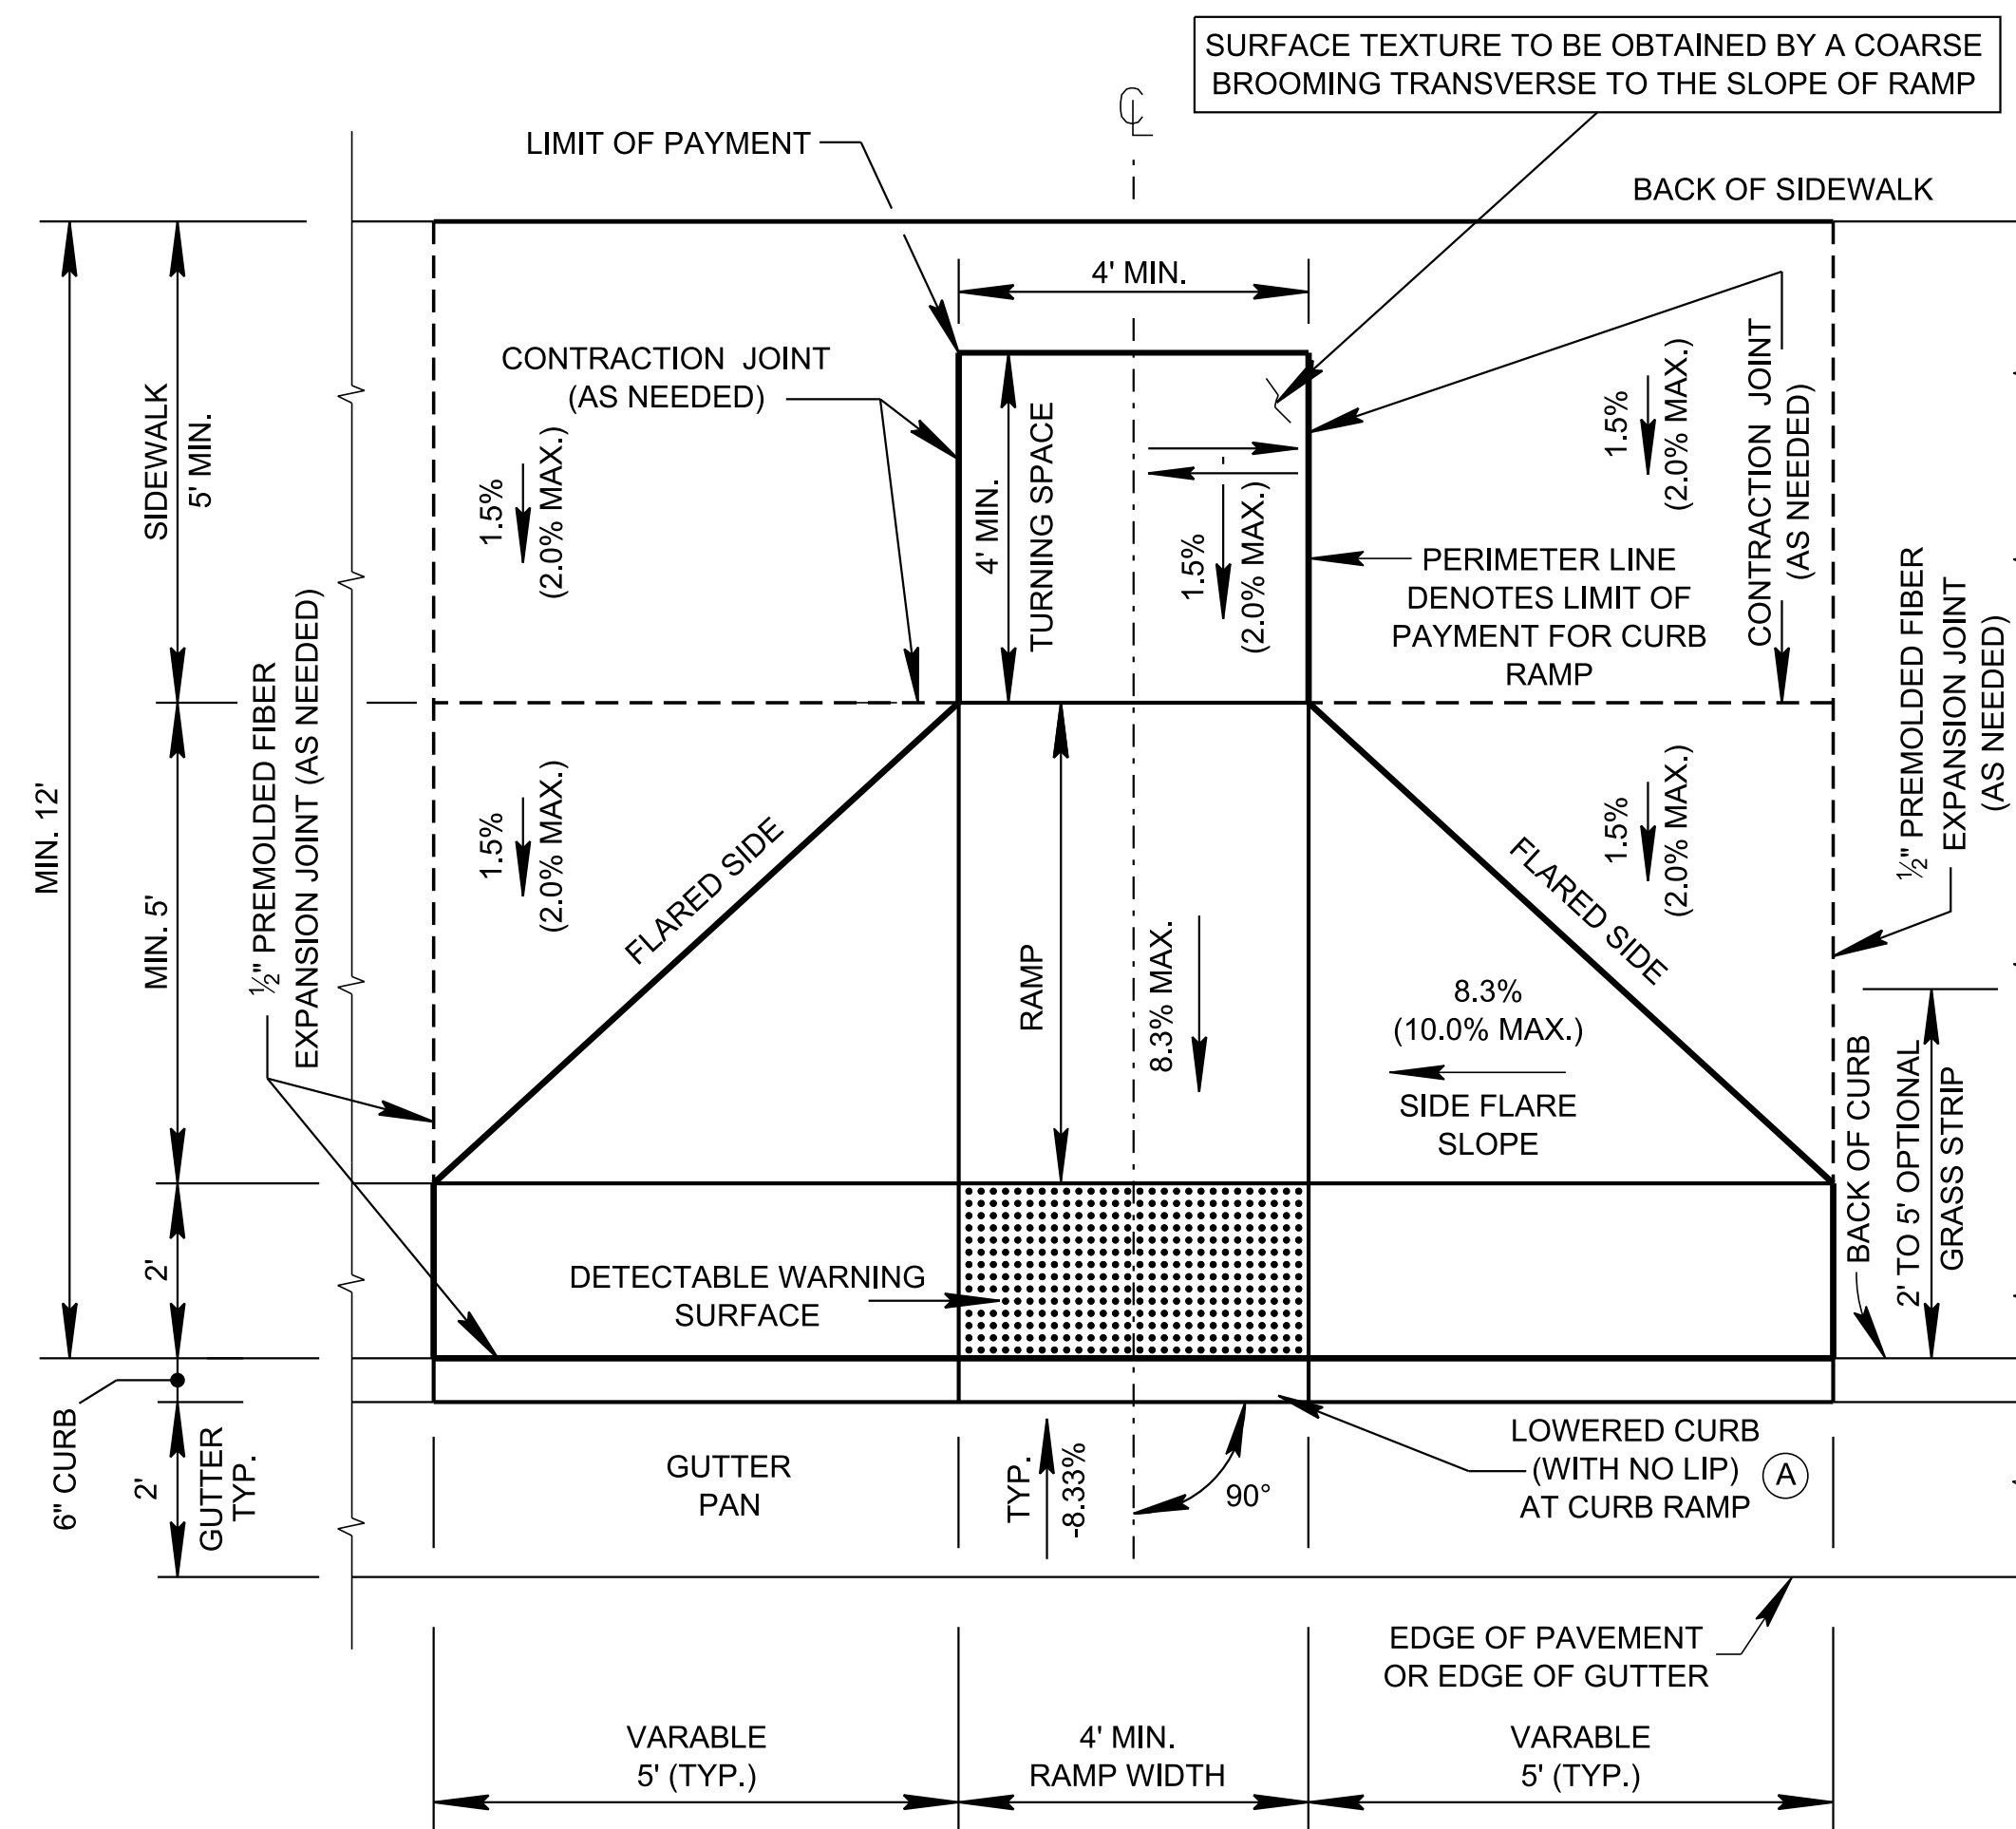 SURFACE TEXTURE TO BE OBTAINED BY A COARSE
BROOMING TRANSVERSE TO THE SLOPE OF RAMP
℄
LIMIT OF PAYMENT
BACK OF SIDEWALK
4' MIN.
CONTRACTION JOINT
(AS NEEDED)
SIDEWALK
5' MIN.
1.5%
(2.0% MAX.)
4' MIN.
TURNING SPACE
1.5%
(2.0% MAX.)
1.5%
(2.0% MAX.)
CONTRACTION JOINT
(AS NEEDED)
PERIMETER LINE
DENOTES LIMIT OF
PAYMENT FOR CURB
RAMP
½" PREMOLDED FIBER
EXPANSION JOINT
(AS NEEDED)
½" PREMOLDED FIBER
EXPANSION JOINT (AS NEEDED)
MIN. 12'
MIN. 5'
1.5%
(2.0% MAX.)
FLARED SIDE
RAMP
8.3% MAX.
FLARED SIDE
1.5%
(2.0% MAX.)
8.3%
(10.0% MAX.)
SIDE FLARE
SLOPE
BACK OF CURB
2' TO 5' OPTIONAL
GRASS STRIP
2'
DETECTABLE WARNING
SURFACE
6" CURB
2'
GUTTER
TYP.
GUTTER
PAN
TYP.
-8.33%
90°
LOWERED CURB
(WITH NO LIP)
AT CURB RAMP
A
EDGE OF PAVEMENT
OR EDGE OF GUTTER
VARABLE
5' (TYP.)
4' MIN.
RAMP WIDTH
VARABLE
5' (TYP.)